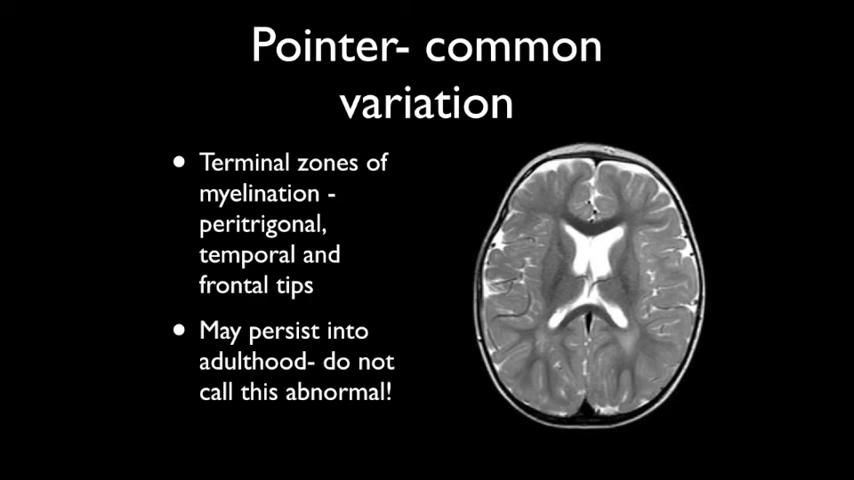 Pointer- common
variation
• Terminal zones of
myelination -
peritrigonal,
temporal and
frontal tips
• May persist into
adulthood- do not
call this abnormal!